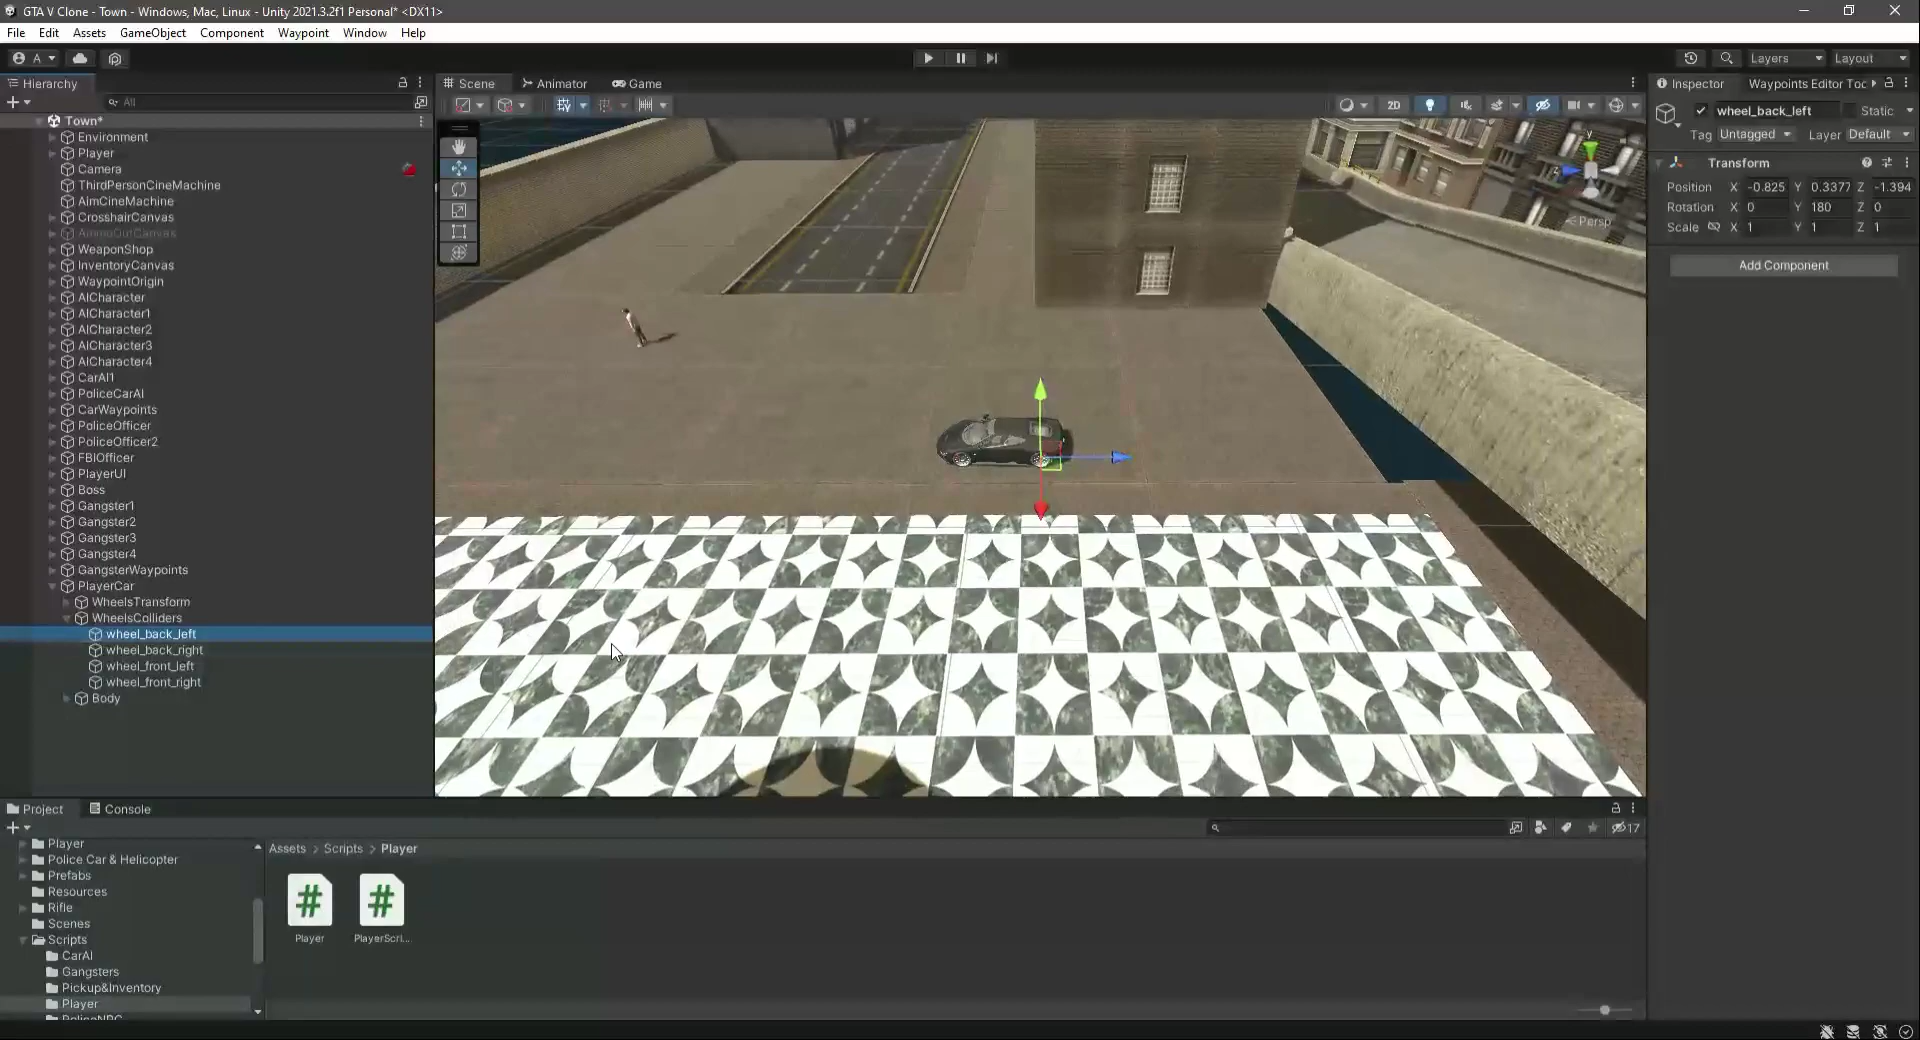 GTA V Clone - Town - Windows, Mac, Linux - Unity 2021.3.2f1 Personal* <DX11>
File Edit Assets GameObject Component Waypoint Window Help
A Layers Layout
Hierarchy Scene Animator Game Inspector Waypoints Editor Toc
All 2D wheel_back_left Static
Tag Untagged Layer Default
Town*
Environment
Player
Camera
ThirdPersonCineMachine
AimCineMachine
CrosshairCanvas
AmmoOutCanvas
WeaponShop
InventoryCanvas
WaypointOrigin
AICharacter
AICharacter1
AICharacter2
AICharacter3
AICharacter4
CarAI1
PoliceCarAI
CarWaypoints
PoliceOfficer
PoliceOfficer2
FBIOfficer
PlayerUI
Boss
Gangster1
Gangster2
Gangster3
Gangster4
GangsterWaypoints
PlayerCar
WheelsTransform
WheelsColliders
wheel_back_left
wheel_back_right
wheel_front_left
wheel_front_right
Body
y
z
Persp
Transform
Position X -0.825 Y 0.3377 Z -1.394
Rotation X 0 Y 180 Z 0
Scale X 1 Y 1 Z 1
Add Component
Project Console
17
Player
Police Car & Helicopter
Prefabs
Resources
Rifle
Scenes
Scripts
CarAI
Gangsters
Pickup&Inventory
Player
PoliceNPC
Assets > Scripts > Player
# #
Player PlayerScri...